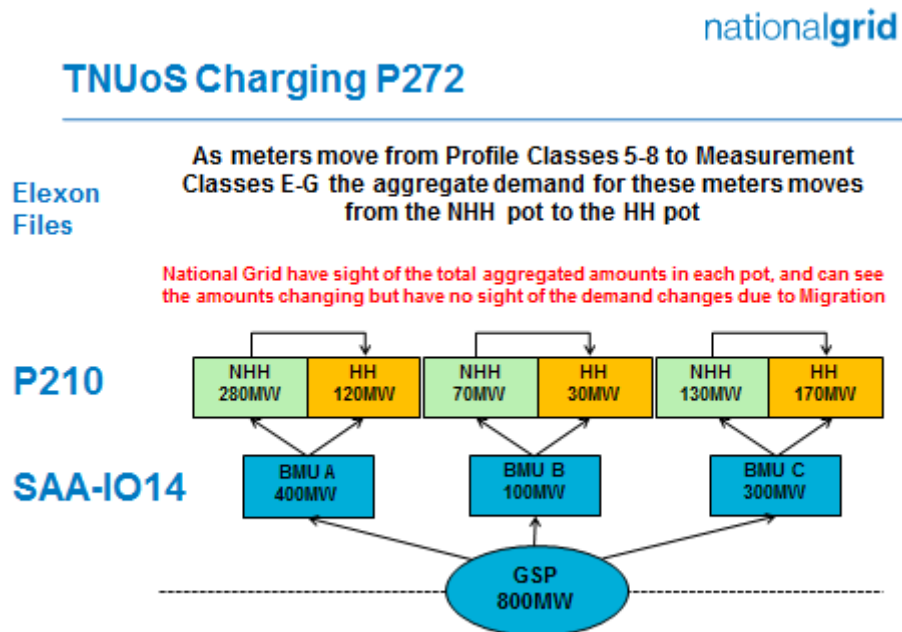 nationalgrid
TNUoS Charging P272
As meters move from Profile Classes 5-8 to Measurement
Classes E-G the aggregate demand for these meters moves
from the NHH pot to the HH pot
Elexon
Files
National Grid have sight of the total aggregated amounts in each pot, and can see
the amounts changing but have no sight of the demand changes due to Migration
P210
NHH
280MW
HH
120MW
NHH
70MW
HH
30MW
NHH
130MW
HH
170MW
SAA-IO14
BMU A
400MW
BMU B
100MW
BMU C
300MW
GSP
800MW